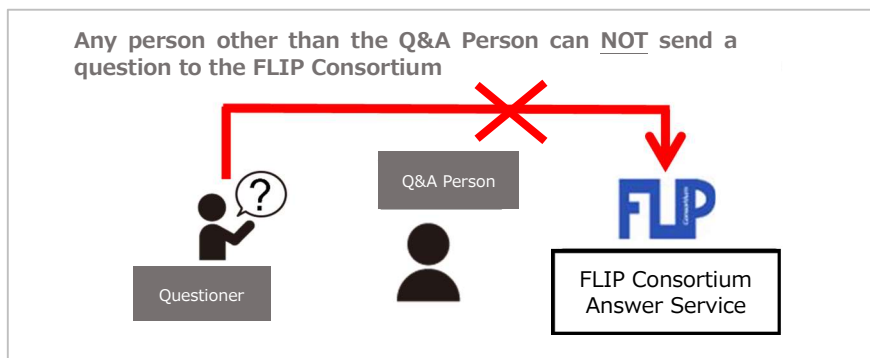 Any person other than the Q&A Person can NOT send a
question to the FLIP Consortium
?
Q&A Person
FLIP
Consortium
Questioner
FLIP Consortium
Answer Service